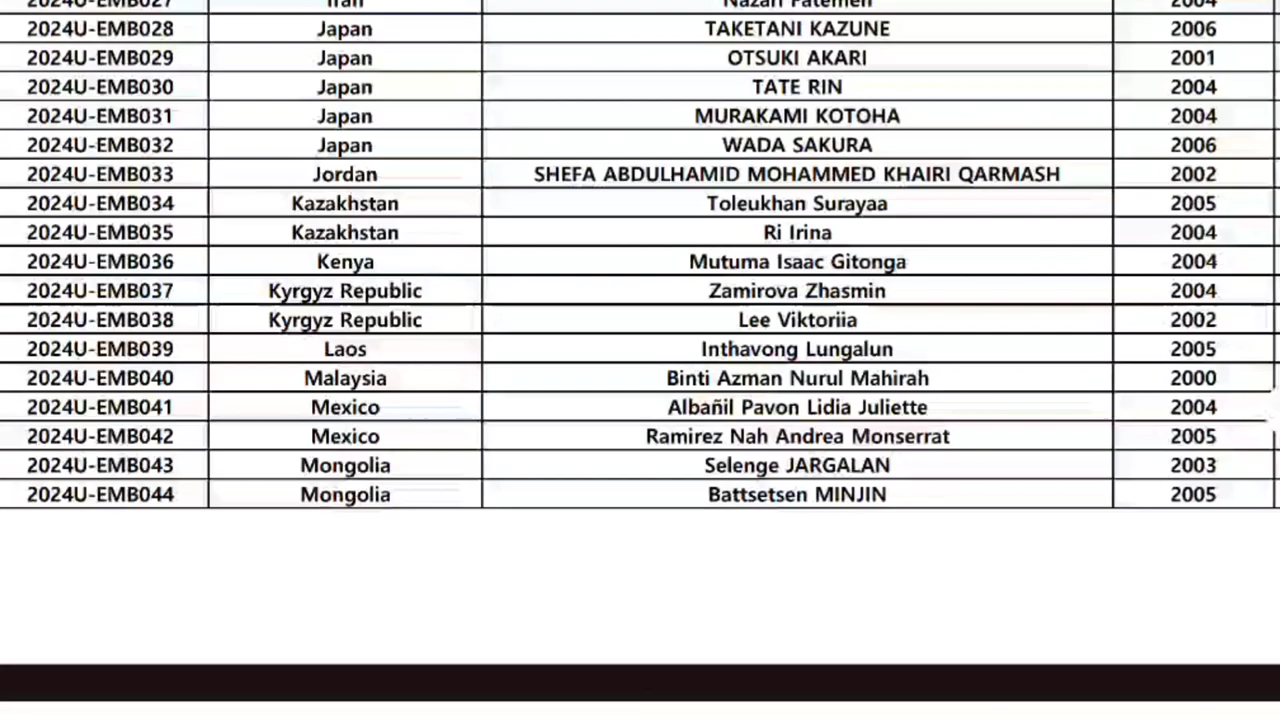 2024U-EMB027 Iran Nazari Fatemeh 2004
2024U-EMB028 Japan TAKETANI KAZUNE 2006
2024U-EMB029 Japan OTSUKI AKARI 2001
2024U-EMB030 Japan TATE RIN 2004
2024U-EMB031 Japan MURAKAMI KOTOHA 2004
2024U-EMB032 Japan WADA SAKURA 2006
2024U-EMB033 Jordan SHEFA ABDULHAMID MOHAMMED KHAIRI QARMASH 2002
2024U-EMB034 Kazakhstan Toleukhan Surayaa 2005
2024U-EMB035 Kazakhstan Ri Irina 2004
2024U-EMB036 Kenya Mutuma Isaac Gitonga 2004
2024U-EMB037 Kyrgyz Republic Zamirova Zhasmin 2004
2024U-EMB038 Kyrgyz Republic Lee Viktoriia 2002
2024U-EMB039 Laos Inthavong Lungalun 2005
2024U-EMB040 Malaysia Binti Azman Nurul Mahirah 2000
2024U-EMB041 Mexico Albañil Pavon Lidia Juliette 2004
2024U-EMB042 Mexico Ramirez Nah Andrea Monserrat 2005
2024U-EMB043 Mongolia Selenge JARGALAN 2003
2024U-EMB044 Mongolia Battsetsen MINJIN 2005